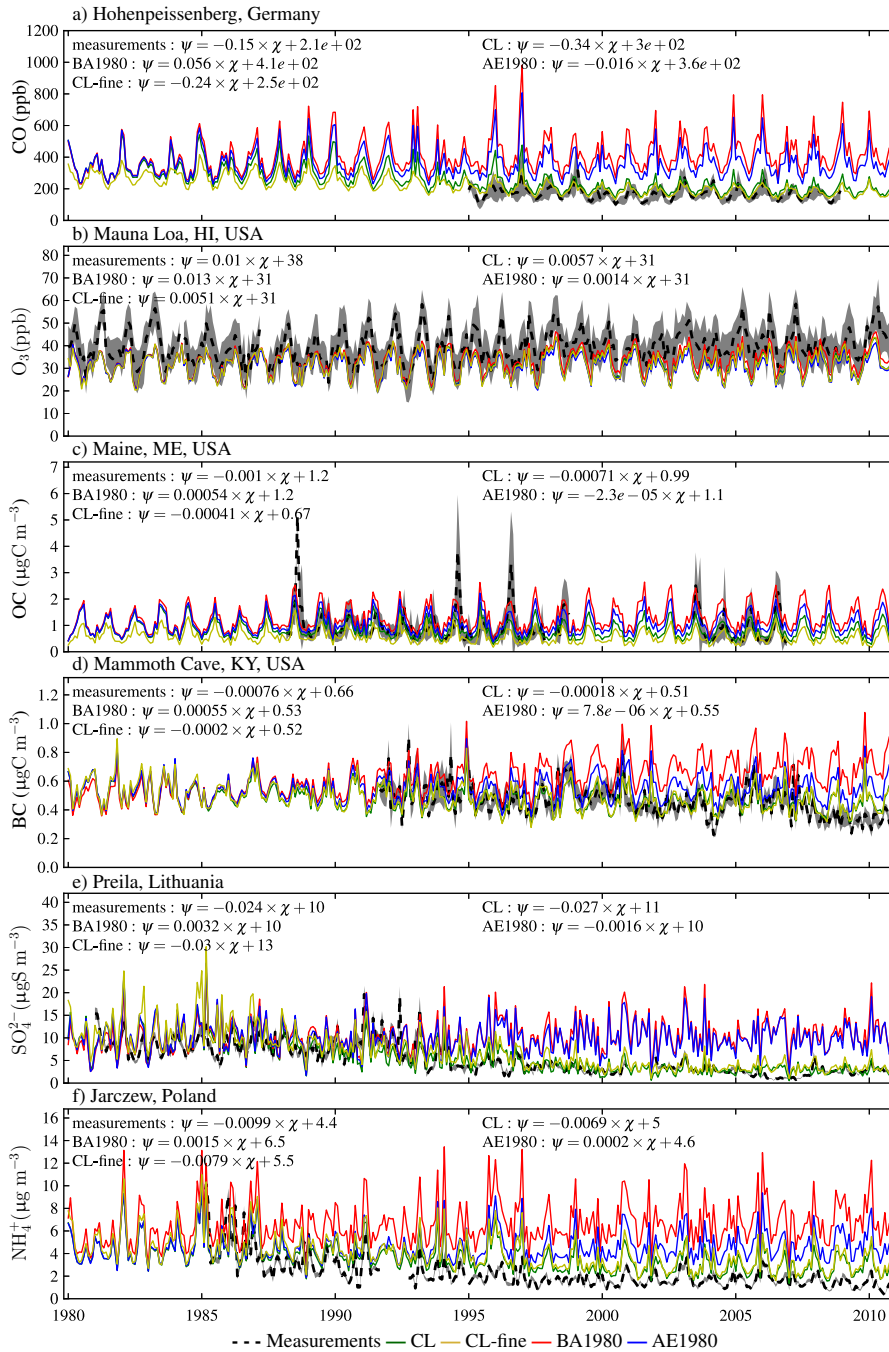 a) Hohenpeissenberg, Germany
measurements : ψ = −0.15 × χ + 2.1e + 02
CL : ψ = −0.34 × χ + 3e + 02
BA1980 : ψ = 0.056 × χ + 4.1e + 02
AE1980 : ψ = −0.016 × χ + 3.6e + 02
CL-fine : ψ = −0.24 × χ + 2.5e + 02
CO (ppb)
1200
1000
800
600
400
200
0
b) Mauna Loa, HI, USA
measurements : ψ = 0.01 × χ + 38
CL : ψ = 0.0057 × χ + 31
BA1980 : ψ = 0.013 × χ + 31
AE1980 : ψ = 0.0014 × χ + 31
CL-fine : ψ = 0.0051 × χ + 31
O₃ (ppb)
80
70
60
50
40
30
20
10
0
c) Maine, ME, USA
measurements : ψ = −0.001 × χ + 1.2
CL : ψ = −0.00071 × χ + 0.99
BA1980 : ψ = 0.00054 × χ + 1.2
AE1980 : ψ = −2.3e − 05 × χ + 1.1
CL-fine : ψ = −0.00041 × χ + 0.67
OC (μgC m⁻³)
7
6
5
4
3
2
1
0
d) Mammoth Cave, KY, USA
measurements : ψ = −0.00076 × χ + 0.66
CL : ψ = −0.00018 × χ + 0.51
BA1980 : ψ = 0.00055 × χ + 0.53
AE1980 : ψ = 7.8e − 06 × χ + 0.55
CL-fine : ψ = −0.0002 × χ + 0.52
BC (μgC m⁻³)
1.2
1.0
0.8
0.6
0.4
0.2
0.0
e) Preila, Lithuania
measurements : ψ = −0.024 × χ + 10
CL : ψ = −0.027 × χ + 11
BA1980 : ψ = 0.0032 × χ + 10
AE1980 : ψ = −0.0016 × χ + 10
CL-fine : ψ = −0.03 × χ + 13
SO₄²⁻ (μgS m⁻³)
40
35
30
25
20
15
10
5
0
f) Jarczew, Poland
measurements : ψ = −0.0099 × χ + 4.4
CL : ψ = −0.0069 × χ + 5
BA1980 : ψ = 0.0015 × χ + 6.5
AE1980 : ψ = 0.0002 × χ + 4.6
CL-fine : ψ = −0.0079 × χ + 5.5
NH₄⁺ (μg m⁻³)
16
14
12
10
8
6
4
2
0
1980 1985 1990 1995 2000 2005 2010
Measurements CL CL-fine BA1980 AE1980